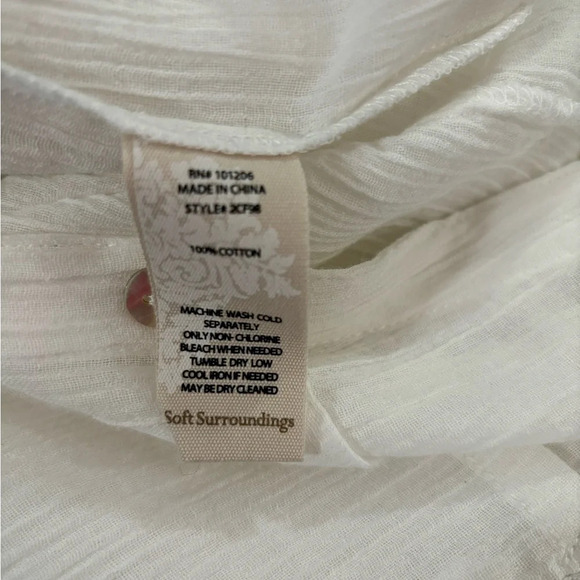 RN# 101206
MADE IN CHINA
STYLE# 2CF98
100% COTTON
MACHINE WASH COLD
SEPARATELY
ONLY NON-CHLORINE
BLEACH WHEN NEEDED
TUMBLE DRY LOW
COOL IRON IF NEEDED
MAY BE DRY CLEANED
Soft Surroundings